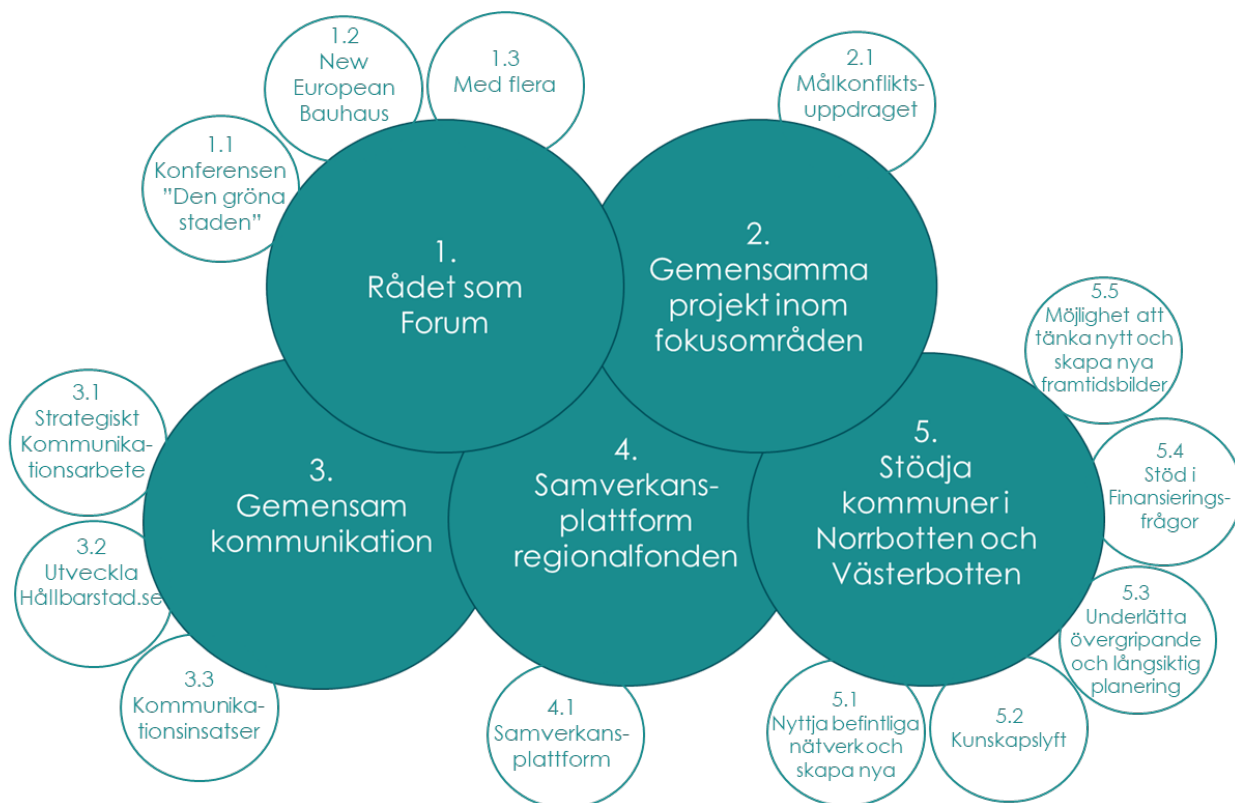 1.
Rådet som
Forum
1.1
Konferensen
”Den gröna
staden”
1.2
New
European
Bauhaus
1.3
Med flera
2.
Gemensamma
projekt inom
fokusområden
2.1
Målkonflikts-
uppdraget
3.
Gemensam
kommunikation
3.1
Strategiskt
Kommunika-
tionsarbete
3.2
Utveckla
Hållbarstad.se
3.3
Kommunika-
tionsinsatser
4.
Samverkans-
plattform
regionalfonden
4.1
Samverkans-
plattform
5.
Stödja
kommuner i
Norrbotten och
Västerbotten
5.1
Nyttja befintliga
nätverk och
skapa nya
5.2
Kunskapslyft
5.3
Underlätta
övergripande
och långsiktig
planering
5.4
Stöd i
Finansierings-
frågor
5.5
Möjlighet att
tänka nytt och
skapa nya
framtidsbilder